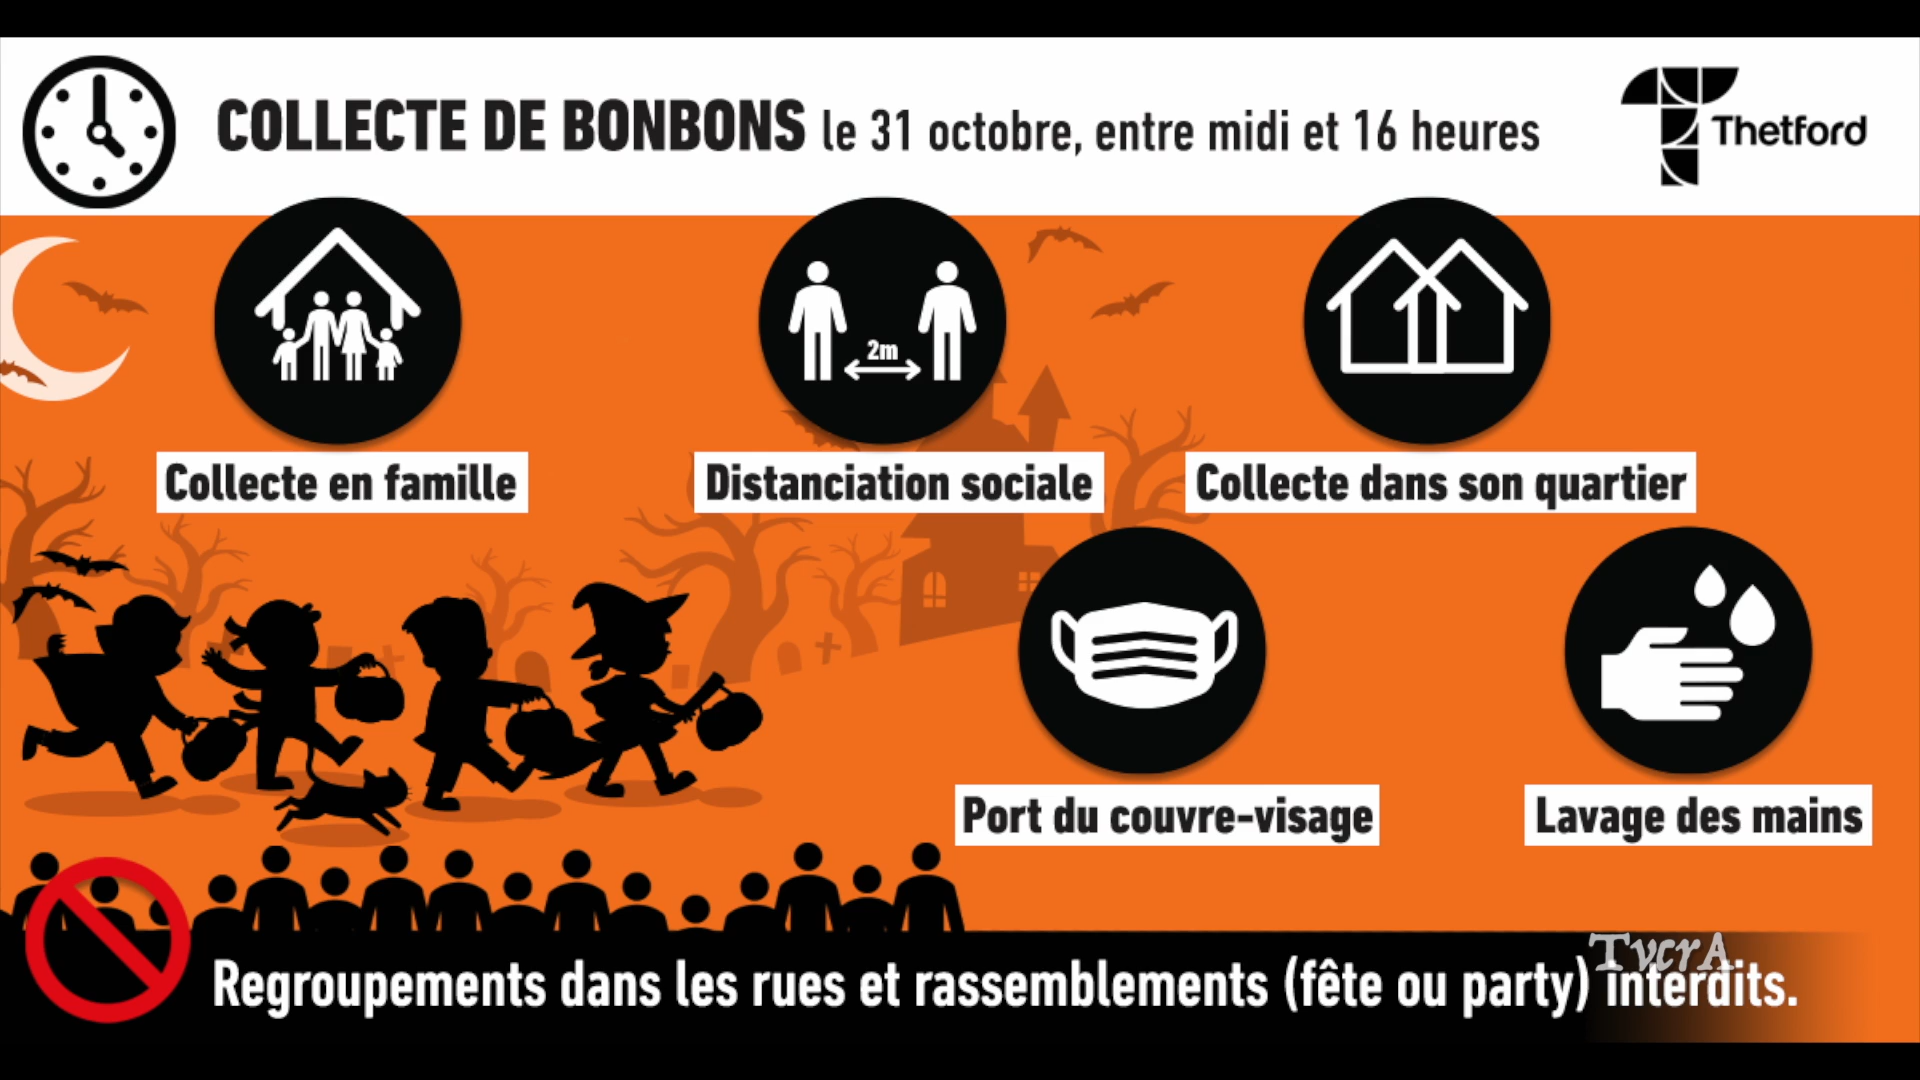 COLLECTE DE BONBONS le 31 octobre, entre midi et 16 heures
Thetford
2m
Collecte en famille
Distanciation sociale
Collecte dans son quartier
Port du couvre-visage
Lavage des mains
TvcrA
Regroupements dans les rues et rassemblements (fête ou party) interdits.